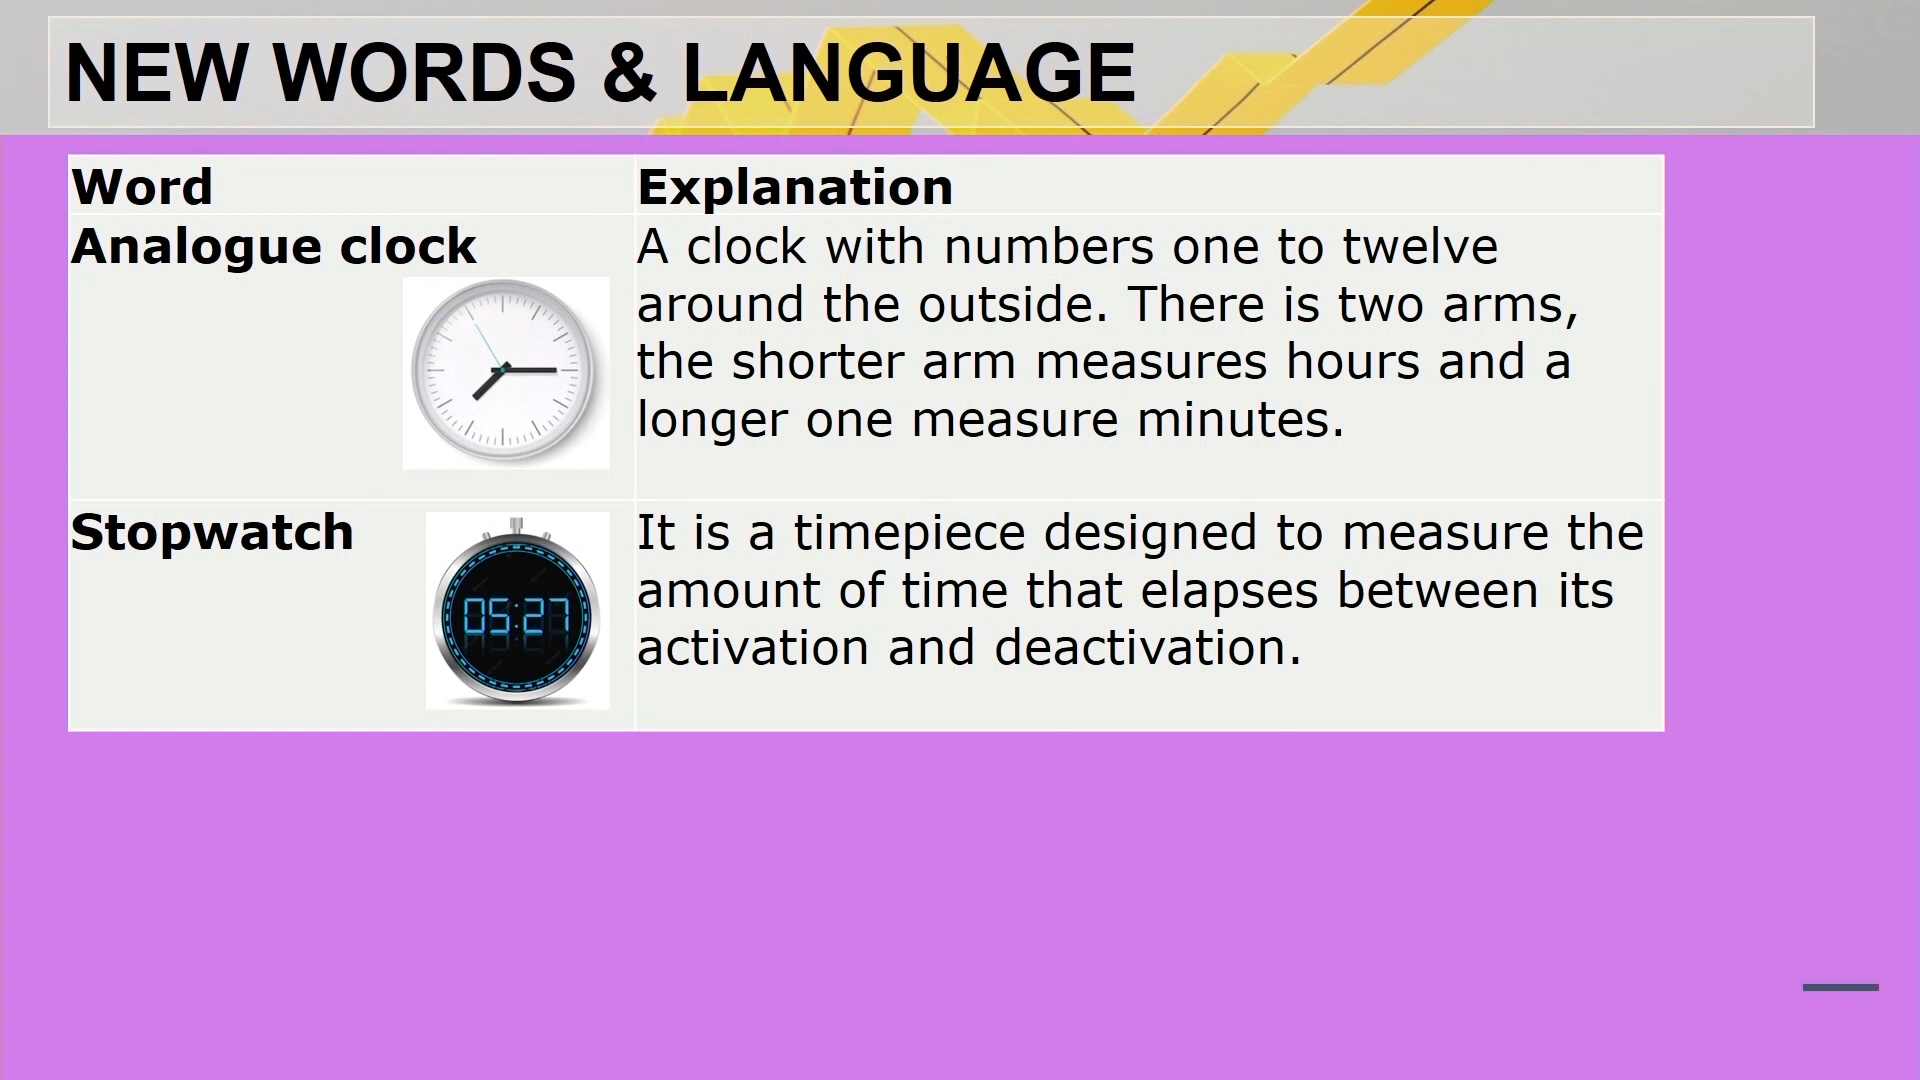 NEW WORDS & LANGUAGE
Word
Explanation
Analogue clock
A clock with numbers one to twelve
around the outside. There is two arms,
the shorter arm measures hours and a
longer one measure minutes.
Stopwatch
05:27
It is a timepiece designed to measure the
amount of time that elapses between its
activation and deactivation.